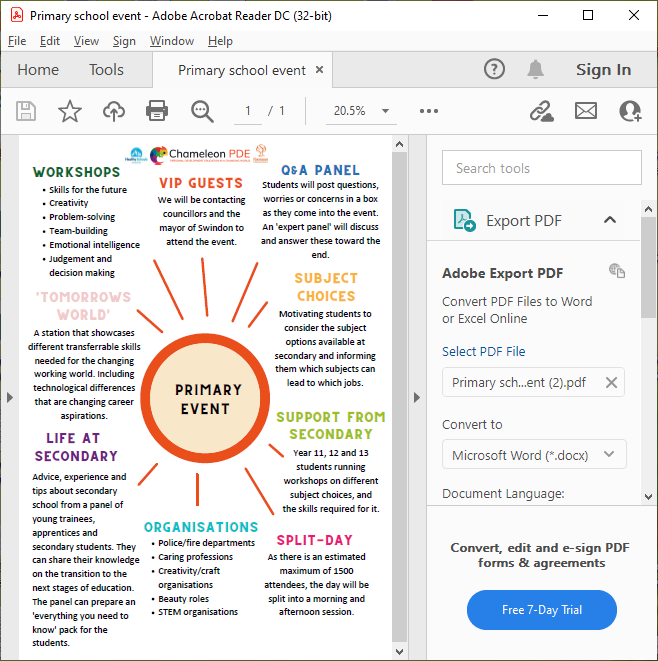 Primary school event - Adobe Acrobat Reader DC (32-bit)
File Edit View Sign Window Help
Home Tools Primary school event × Sign In
1 / 1 20.5%
Chameleon PDE
WORKSHOPS
• Skills for the future
• Creativity
• Problem-solving
• Team-building
• Emotional intelligence
• Judgement and
decision making
VIP GUESTS
We will be contacting
councillors and the
mayor of Swindon to
attend the event.
Q&A PANEL
Students will post questions,
worries or concerns in a box
as they come into the event.
An 'expert panel' will discuss
and answer these toward the
end.
'TOMORROWS
WORLD'
A station that showcases
different transferrable skills
needed for the changing
working world. Including
technological differences
that are changing career
aspirations.
SUBJECT
CHOICES
Motivating students to
consider the subject
options available at
secondary and informing
them which subjects can
lead to which jobs.
PRIMARY
EVENT
LIFE AT
SECONDARY
Advice, experience and
tips about secondary
school from a panel of
young trainees,
apprentices and
secondary students. They
can share their knowledge
on the transition to the
next stages of education.
The panel can prepare an
'everything you need to
know' pack for the
students.
SUPPORT FROM
SECONDARY
Year 11, 12 and 13
students running
workshops on different
subject choices, and
the skills required for it.
ORGANISATIONS
• Police/fire departments
• Caring professions
• Creativity/craft
organisations
• Beauty roles
• STEM organisations
SPLIT-DAY
As there is an estimated
maximum of 1500
attendees, the day will be
split into a morning and
afternoon session.
Search tools
Export PDF
Adobe Export PDF
Convert PDF Files to Word
or Excel Online
Select PDF File
Primary sch...ent (2).pdf
Convert to
Microsoft Word (*.docx)
Document Language:
Convert, edit and e-sign PDF
forms & agreements
Free 7-Day Trial